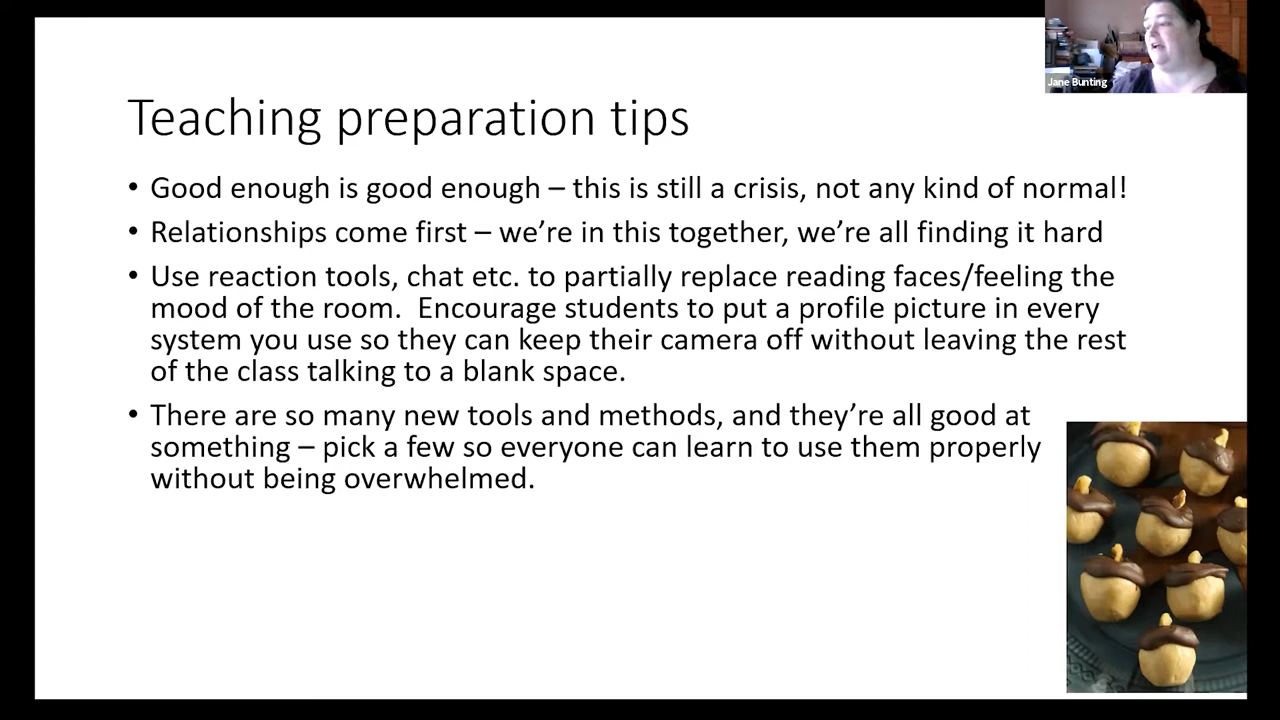 Jane Bunting
Teaching preparation tips
• Good enough is good enough – this is still a crisis, not any kind of normal!
• Relationships come first – we’re in this together, we’re all finding it hard
• Use reaction tools, chat etc. to partially replace reading faces/feeling the
mood of the room.  Encourage students to put a profile picture in every
system you use so they can keep their camera off without leaving the rest
of the class talking to a blank space.
• There are so many new tools and methods, and they’re all good at
something – pick a few so everyone can learn to use them properly
without being overwhelmed.